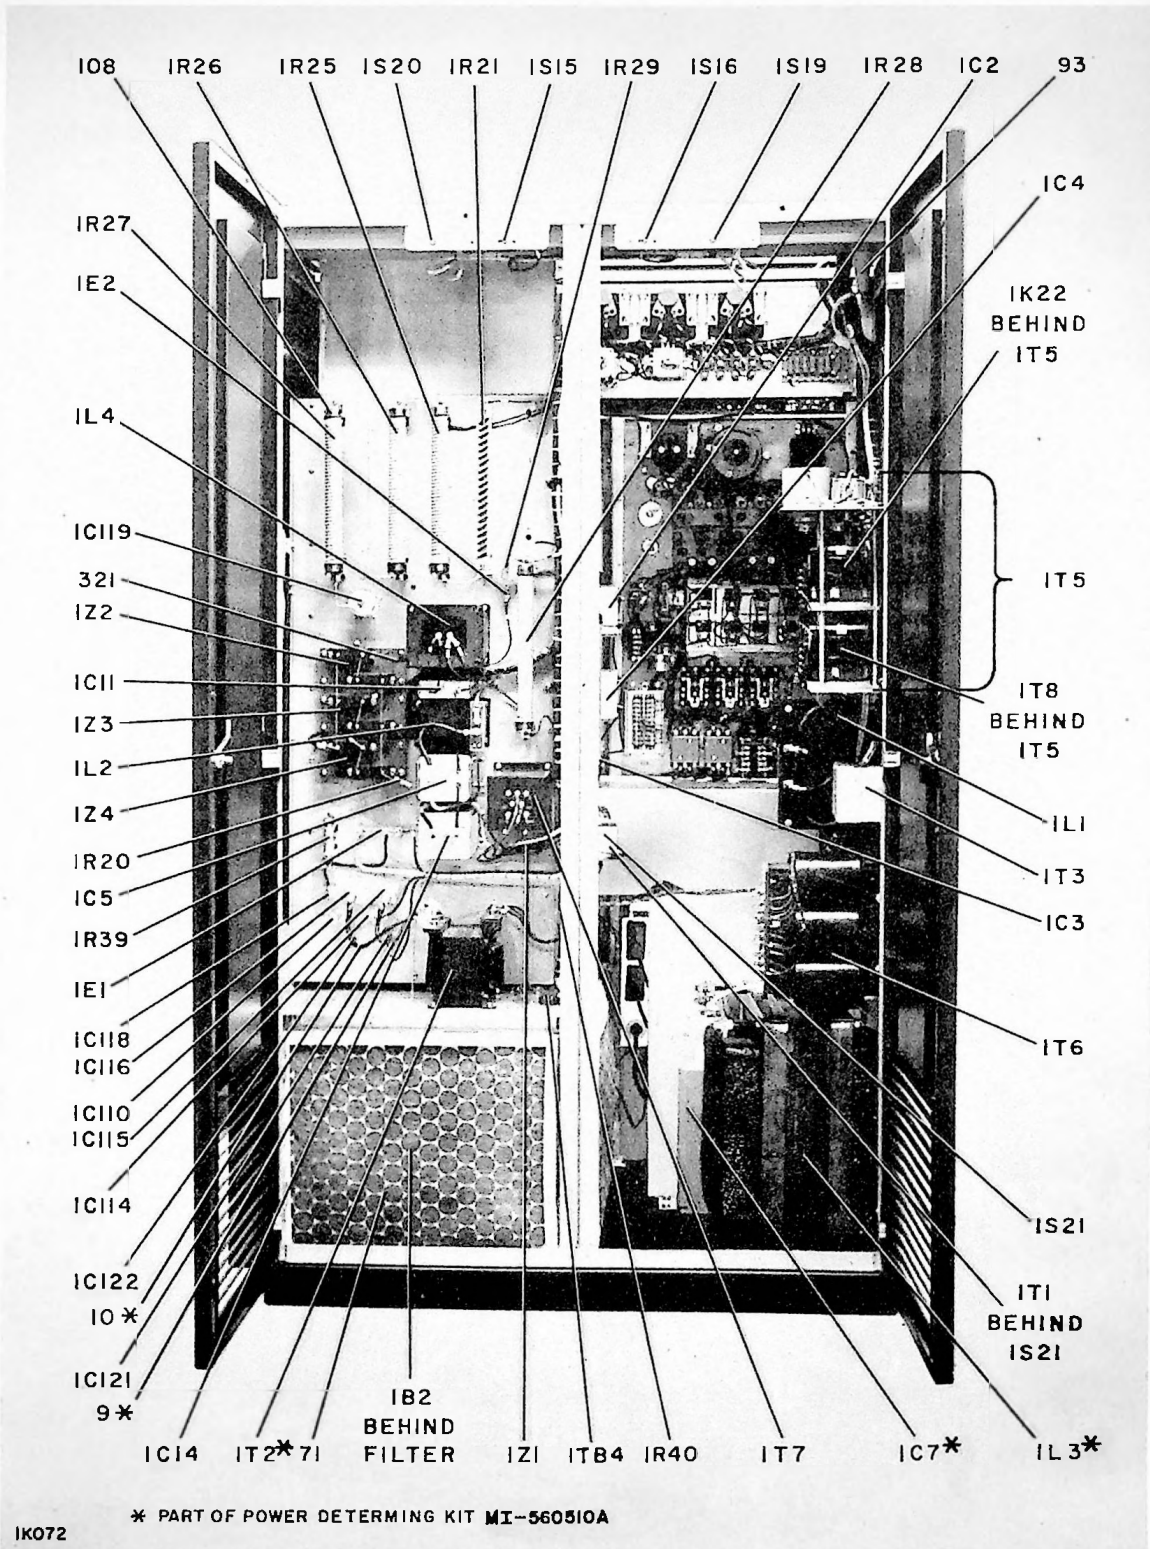 108 1R26 1R25 1S20 1R21 1S15 1R29 1S16 1S19 1R28 1C2 93
1C4
1R27
1E2
1K22
BEHIND
1T5
1L4
1C119
321
1Z2
1T5
1C11
1Z3
1L2
1Z4
1T8
BEHIND
1T5
1R20
1C5
1R39
1E1
1L1
1T3
1C3
1C118
1C116
1C110
1C115
1C114
1T6
1C122
10*
1C121
9*
1S21
1T1
BEHIND
1S21
1C14 1T2* 71
1B2
BEHIND
FILTER
1Z1 1TB4 1R40 1T7 1C7* 1L3*
* PART OF POWER DETERMING KIT MI-560510A
1K072